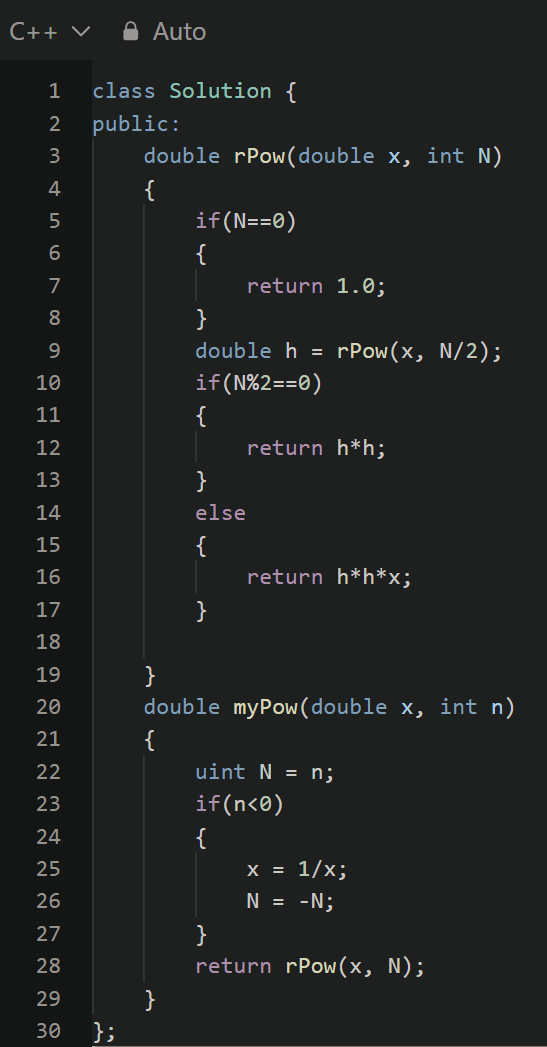 C++ Auto
1 class Solution {
2 public:
3     double rPow(double x, int N)
4     {
5         if(N==0)
6         {
7             return 1.0;
8         }
9         double h = rPow(x, N/2);
10         if(N%2==0)
11         {
12             return h*h;
13         }
14         else
15         {
16             return h*h*x;
17         }
18
19     }
20     double myPow(double x, int n)
21     {
22         uint N = n;
23         if(n<0)
24         {
25             x = 1/x;
26             N = -N;
27         }
28         return rPow(x, N);
29     }
30 };